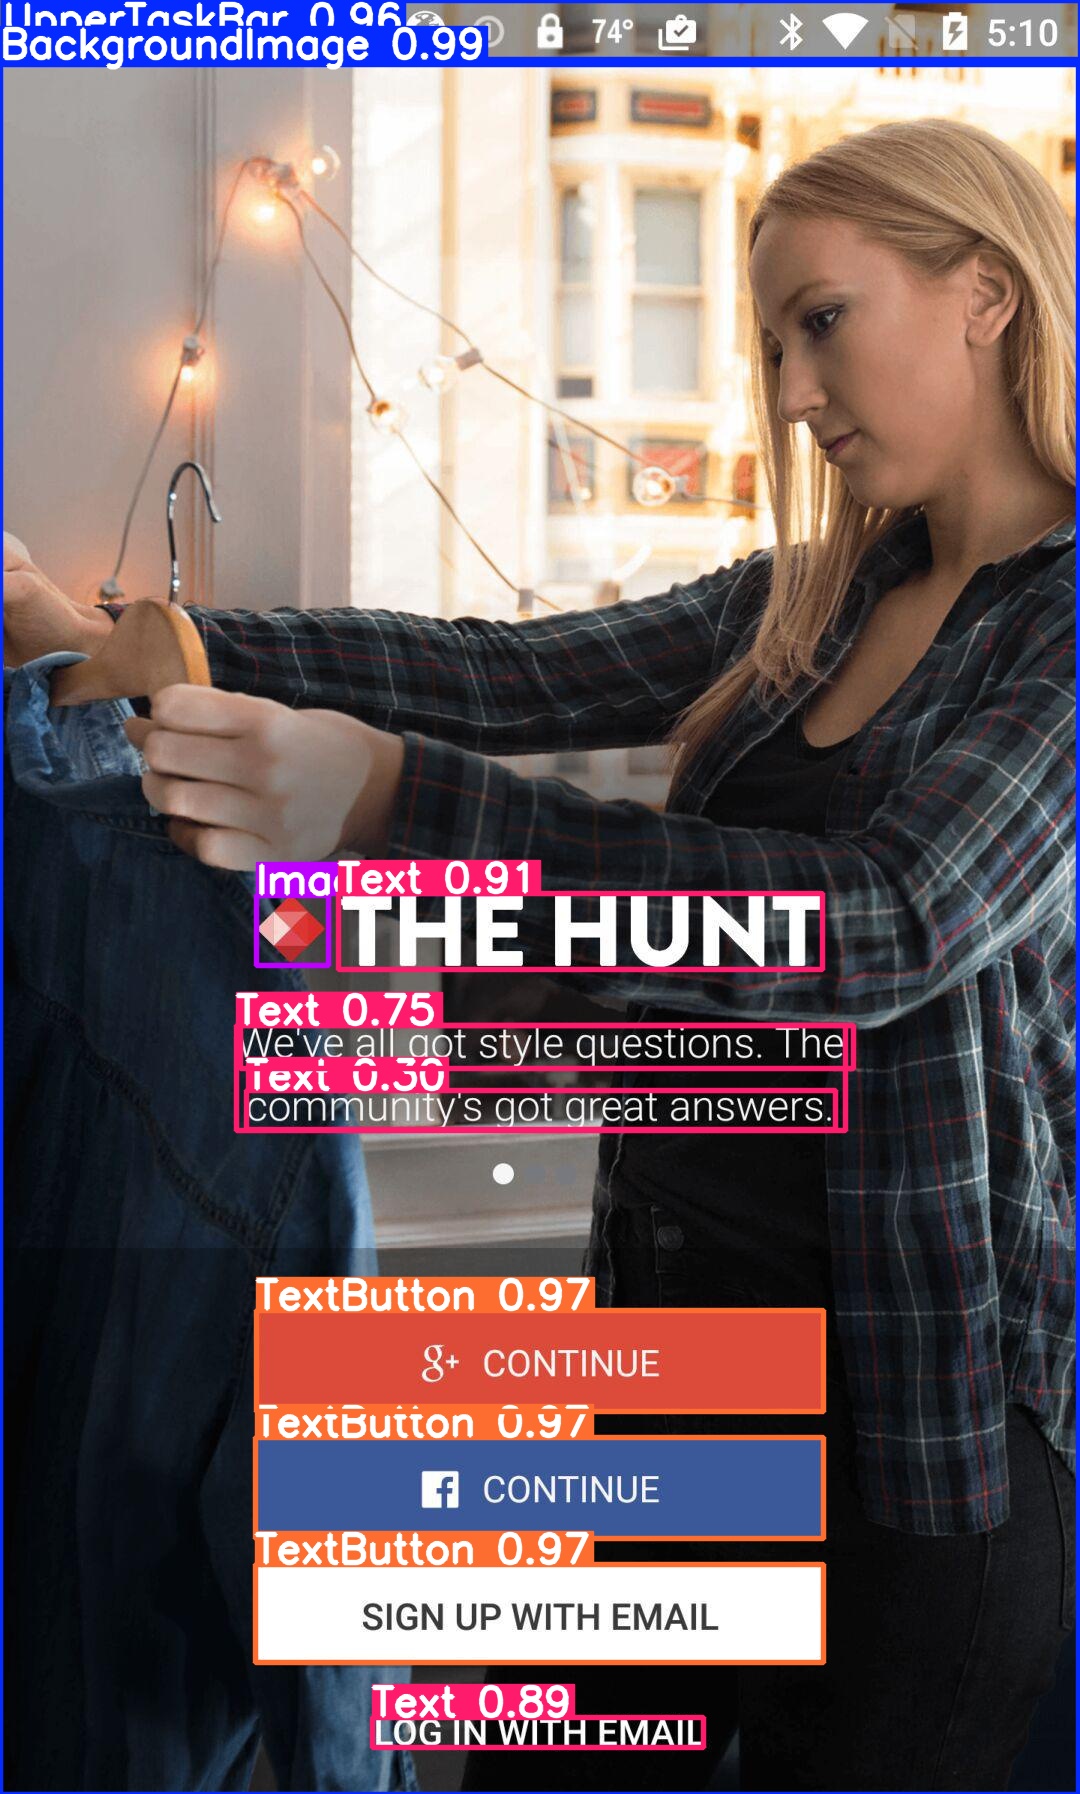 UpperTaskBar 0.96
74° 5:10
BackgroundImage 0.99
Text 0.91
THE HUNT
Text 0.75
We've all got style questions. The
Text 0.30
community's got great answers.
TextButton 0.97
g+ CONTINUE
TextButton 0.97
f CONTINUE
TextButton 0.97
SIGN UP WITH EMAIL
Text 0.89
LOG IN WITH EMAIL